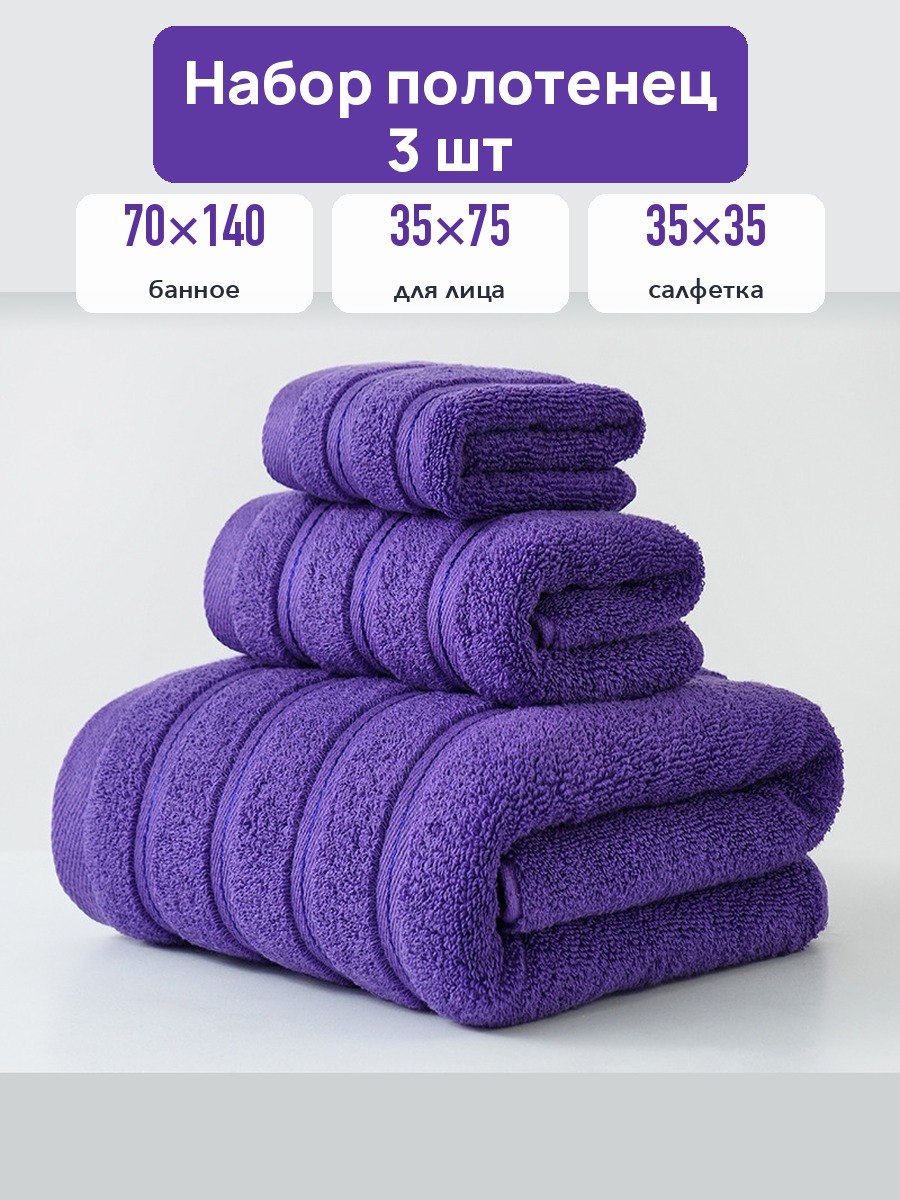 Набор полотенец
3 шт
70×140
банное
35×75
для лица
35×35
салфетка